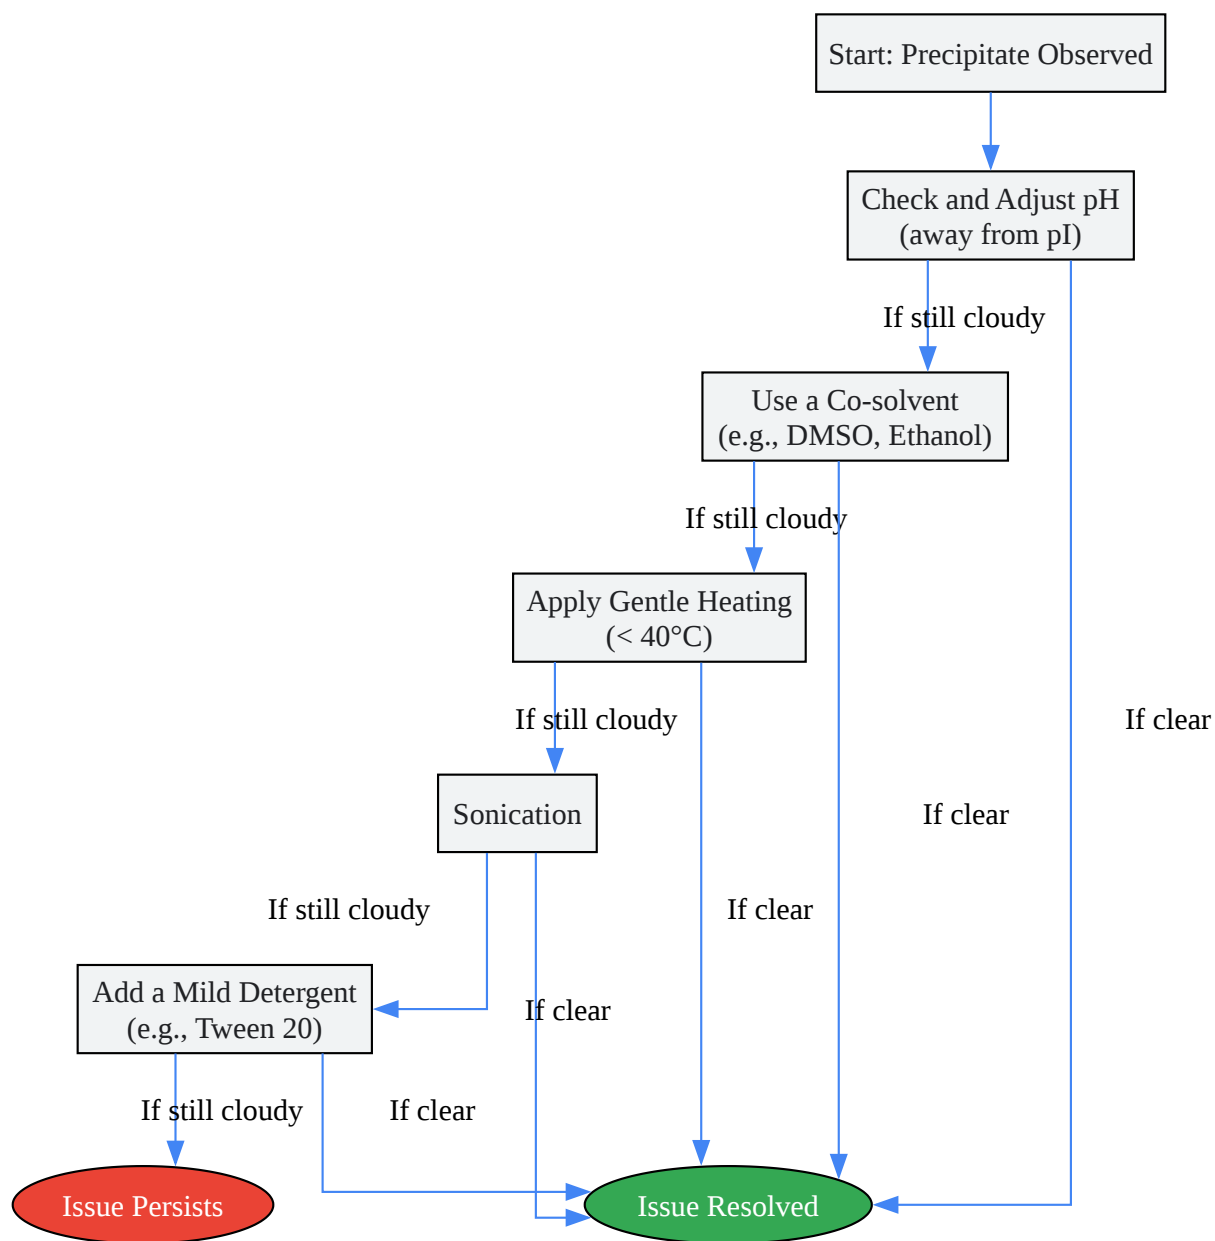 Start: Precipitate Observed
Check and Adjust pH
(away from pI)
If still cloudy
Use a Co-solvent
(e.g., DMSO, Ethanol)
If still cloudy
Apply Gentle Heating
(< 40°C)
If still cloudy
If clear
Sonication
If clear
If still cloudy
If clear
Add a Mild Detergent
(e.g., Tween 20)
If clear
If still cloudy
If clear
Issue Persists
Issue Resolved